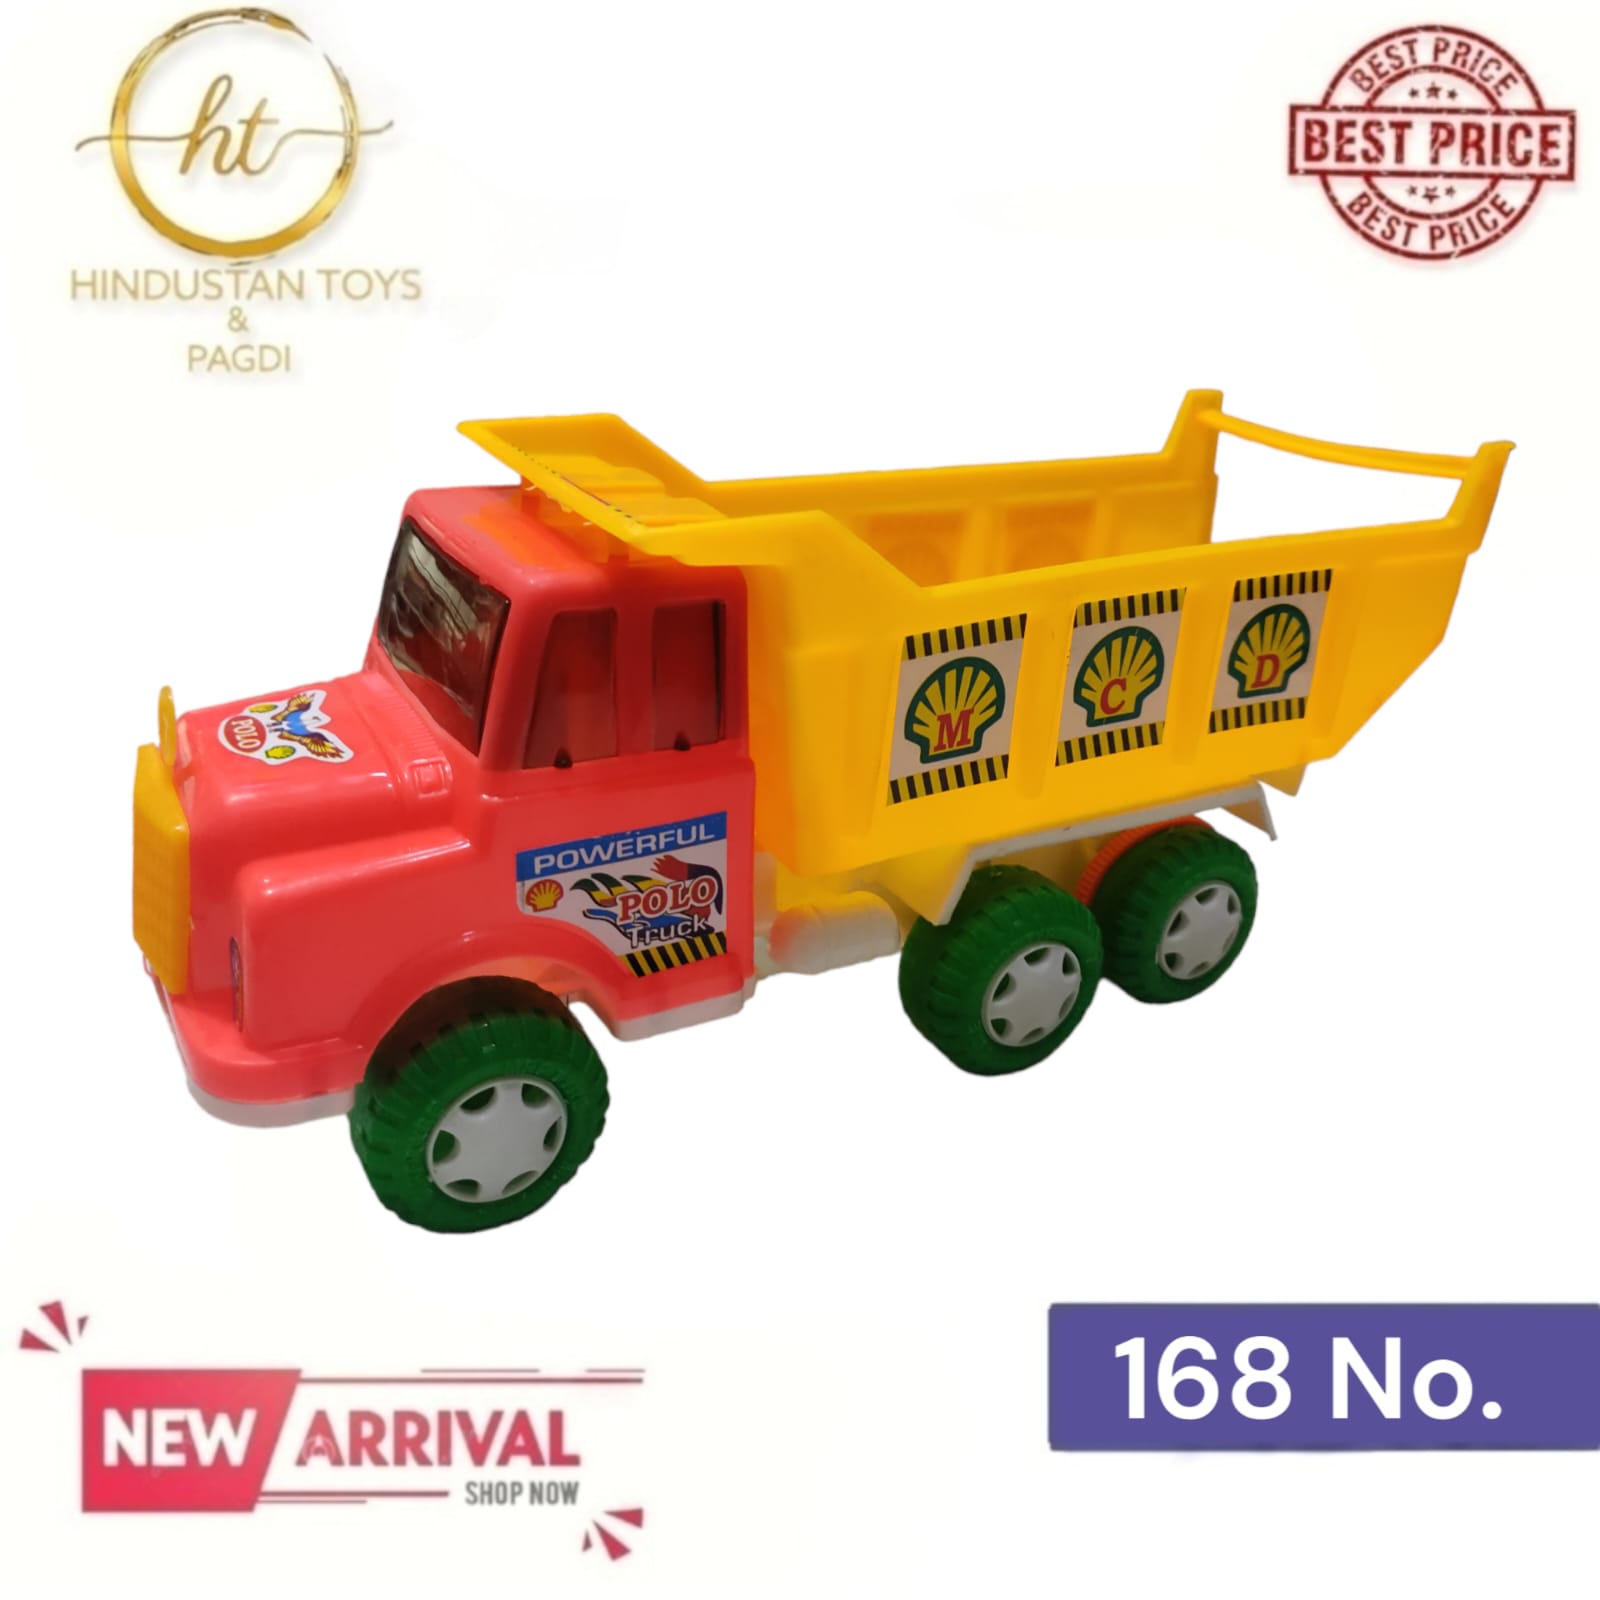 ht
HINDUSTAN TOYS
&
PAGDI
BEST PRICE
BEST PRICE
BEST PRICE
POLO
M
C
D
POWERFUL
POLO
Truck
NEW ARRIVAL
SHOP NOW
168 No.